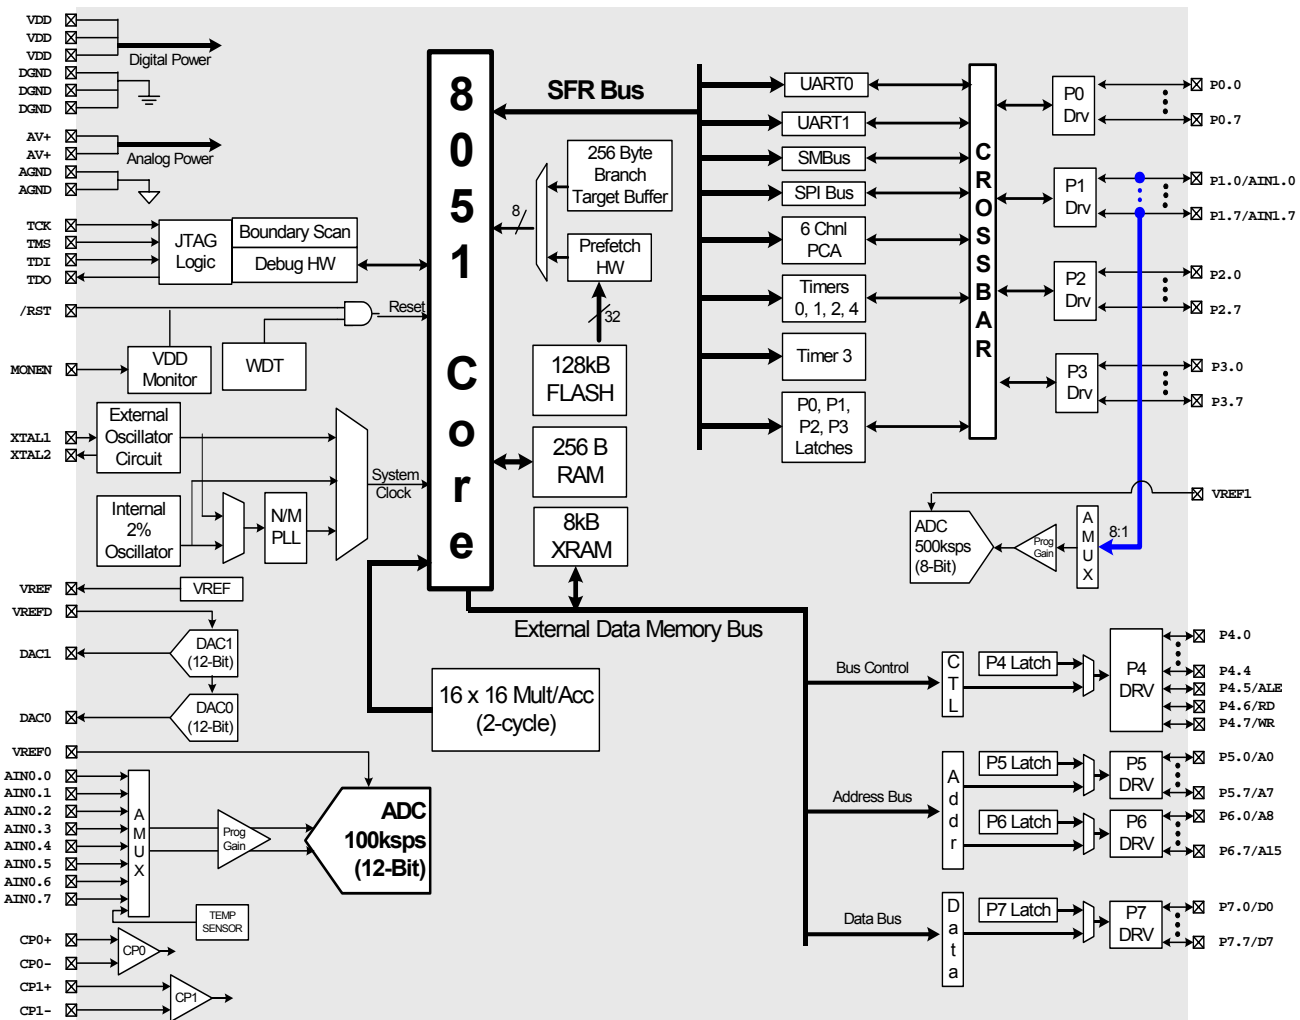 VDD
VDD
VDD
DGND
DGND
DGND
Digital Power
AV+
AV+
AGND
AGND
Analog Power
TCK
TMS
TDI
TDO
JTAG
Logic
Boundary Scan
Debug HW
/RST
Reset
MONEN
VDD
Monitor
WDT
XTAL1
XTAL2
External
Oscillator
Circuit
Internal
2%
Oscillator
N/M
PLL
System
Clock
VREF
VREF
VREFD
DAC1
DAC1
(12-Bit)
DAC0
DAC0
(12-Bit)
VREF0
AIN0.0
AIN0.1
AIN0.2
AIN0.3
AIN0.4
AIN0.5
AIN0.6
AIN0.7
A
M
U
X
Prog
Gain
ADC
100ksps
(12-Bit)
TEMP
SENSOR
CP0+
CP0-
CP0
CP1+
CP1-
CP1
8
0
5
1
C
o
r
e
SFR Bus
256 Byte
Branch
Target Buffer
8
Prefetch
HW
32
128kB
FLASH
256 B
RAM
8kB
XRAM
External Data Memory Bus
16 x 16 Mult/Acc
(2-cycle)
UART0
UART1
SMBus
SPI Bus
6 Chnl
PCA
Timers
0, 1, 2, 4
Timer 3
P0, P1,
P2, P3
Latches
C
R
O
S
S
B
A
R
P0
Drv
P0.0
P0.7
P1
Drv
P1.0/AIN1.0
P1.7/AIN1.7
P2
Drv
P2.0
P2.7
P3
Drv
P3.0
P3.7
VREF1
ADC
500ksps
(8-Bit)
Prog
Gain
A
M
U
X
8:1
Bus Control
C
T
L
P4 Latch
P4
DRV
P4.0
P4.4
P4.5/ALE
P4.6/RD
P4.7/WR
Address Bus
A
d
d
r
P5 Latch
P5
DRV
P5.0/A0
P5.7/A7
P6 Latch
P6
DRV
P6.0/A8
P6.7/A15
Data Bus
D
a
t
a
P7 Latch
P7
DRV
P7.0/D0
P7.7/D7